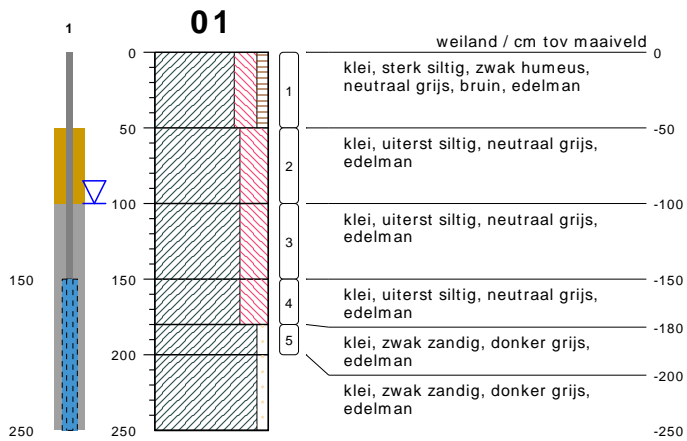 01
1
weiland / cm tov maaiveld
0
0
klei, sterk siltig, zwak humeus,
neutraal grijs, bruin, edelman
1
50
-50
klei, uiterst siltig, neutraal grijs,
edelman
2
100
-100
klei, uiterst siltig, neutraal grijs,
edelman
3
150
150
-150
klei, uiterst siltig, neutraal grijs,
edelman
4
-180
klei, zwak zandig, donker grijs,
edelman
5
200
-200
klei, zwak zandig, donker grijs,
edelman
250
250
-250